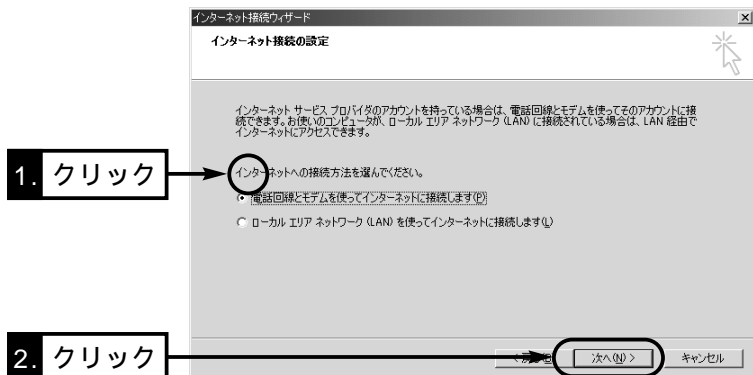 インターネット接続ウィザード
インターネット接続の設定
インターネット サービス プロバイダのアカウントを持っている場合は、電話回線とモデムを使ってそのアカウントに接
続できます。お使いのコンピュータが、ローカル エリア ネットワーク (LAN) に接続されている場合は、LAN 経由で
インターネットにアクセスできます。
1. クリック
インターネットへの接続方法を選んでください。
電話回線とモデムを使ってインターネットに接続します(P)
ローカル エリア ネットワーク (LAN) を使ってインターネットに接続します(L)
2. クリック
次へ(N) >
キャンセル